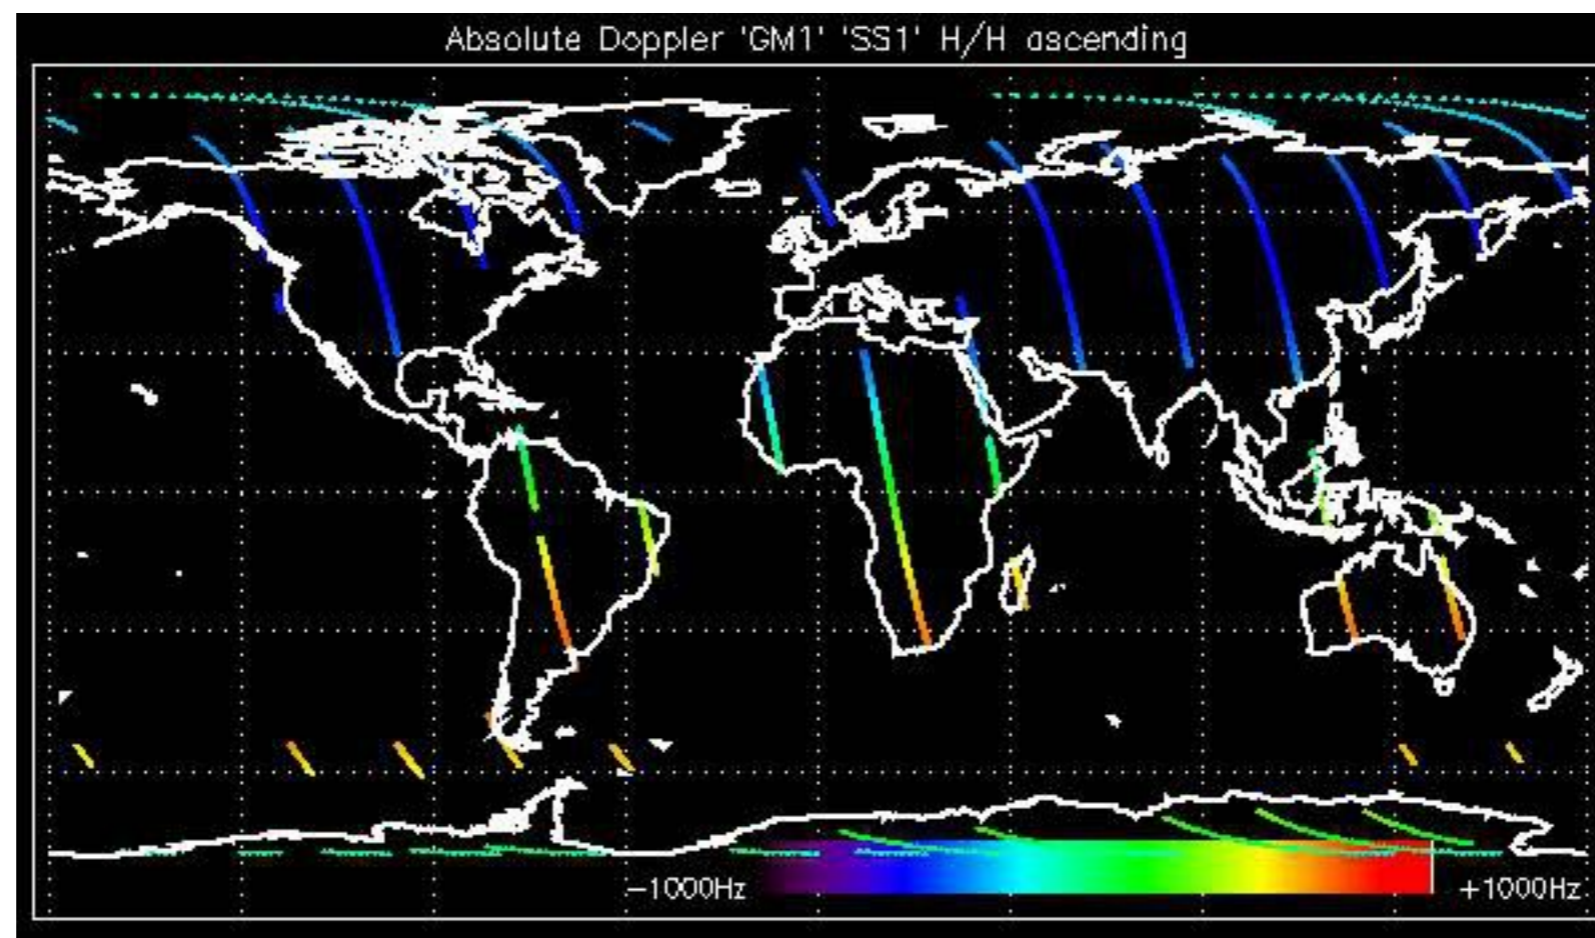 Absolute Doppler 'GM1' 'SS1' H/H ascending
-1000Hz
+1000Hz